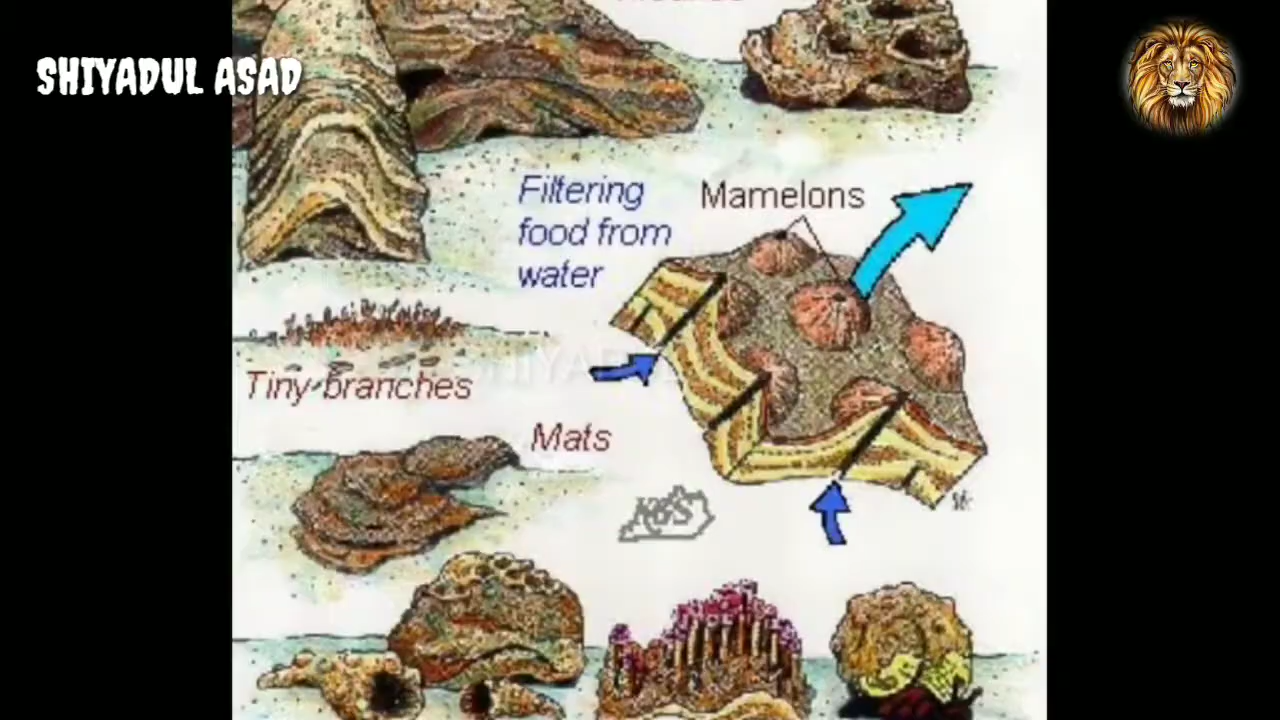 SHIYADUL ASAD
Filtering
food from
water
Mamelons
Tiny branches
Mats
KGS